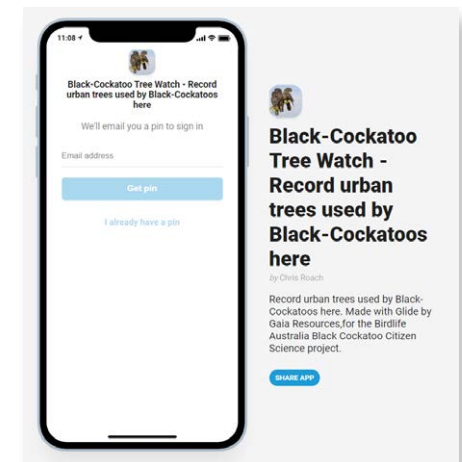 11:08
Black-Cockatoo Tree Watch - Record
urban trees used by Black-Cockatoos
here
We'll email you a pin to sign in
Email address
Get pin
I already have a pin
Black-Cockatoo
Tree Watch -
Record urban
trees used by
Black-Cockatoos
here
by Chris Roach
Record urban trees used by Black-
Cockatoos here. Made with Glide by
Gaia Resources,for the Birdlife
Australia Black Cockatoo Citizen
Science project.
SHARE APP